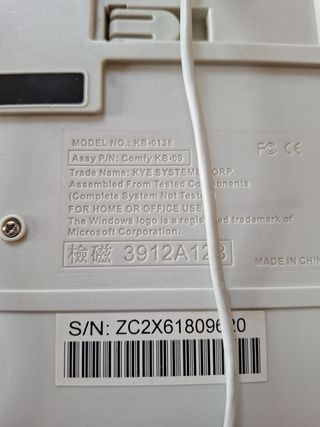 MODEL NO.: KB-0138
Assy P/N: Comfy KB-09
Trade Name: KYE SYSTEMS CORP.
Assembled From Tested Components
(Complete System Not Tested)
FOR HOME OR OFFICE USE
The Windows logo is a registered trademark of
Microsoft Corporation.
FC CE
檢磁 3912A123
MADE IN CHINA
S/N: ZC2X61809620